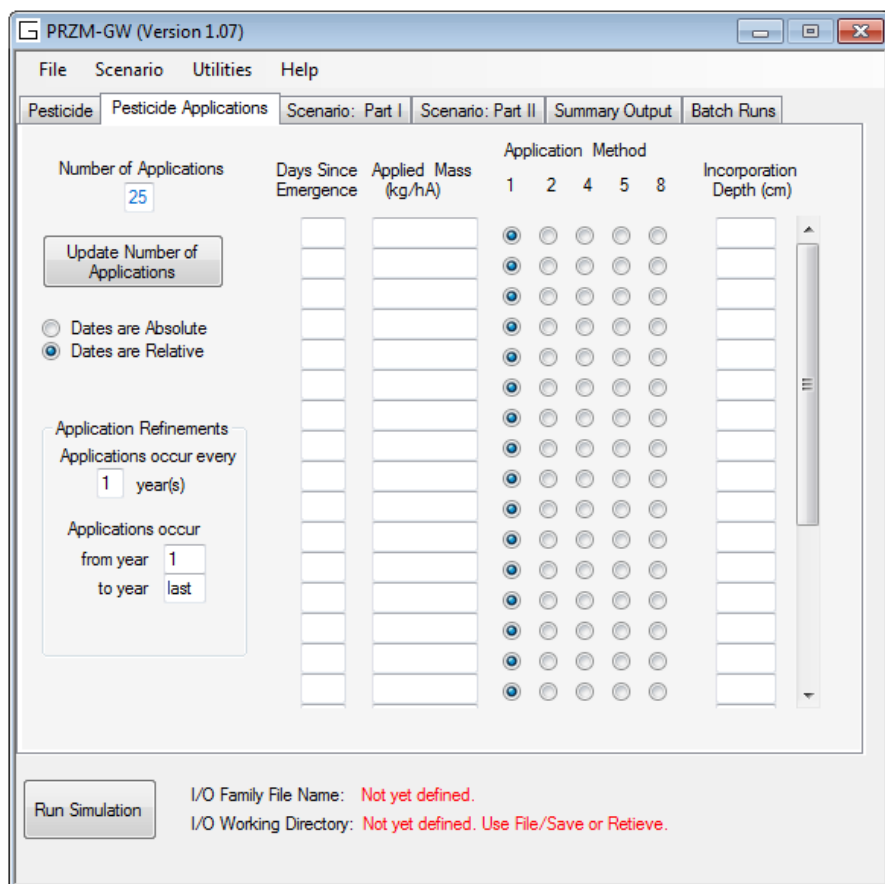 PRZM-GW (Version 1.07)
File Scenario Utilities Help
Pesticide Pesticide Applications Scenario: Part I Scenario: Part II Summary Output Batch Runs
Number of Applications
25
Update Number of
Applications
Dates are Absolute
Dates are Relative
Application Refinements
Applications occur every
1 year(s)
Applications occur
from year 1
to year last
Days Since
Emergence
Applied Mass
(kg/hA)
Application Method
1 2 4 5 8
Incorporation
Depth (cm)
Run Simulation
I/O Family File Name: Not yet defined.
I/O Working Directory: Not yet defined. Use File/Save or Retieve.